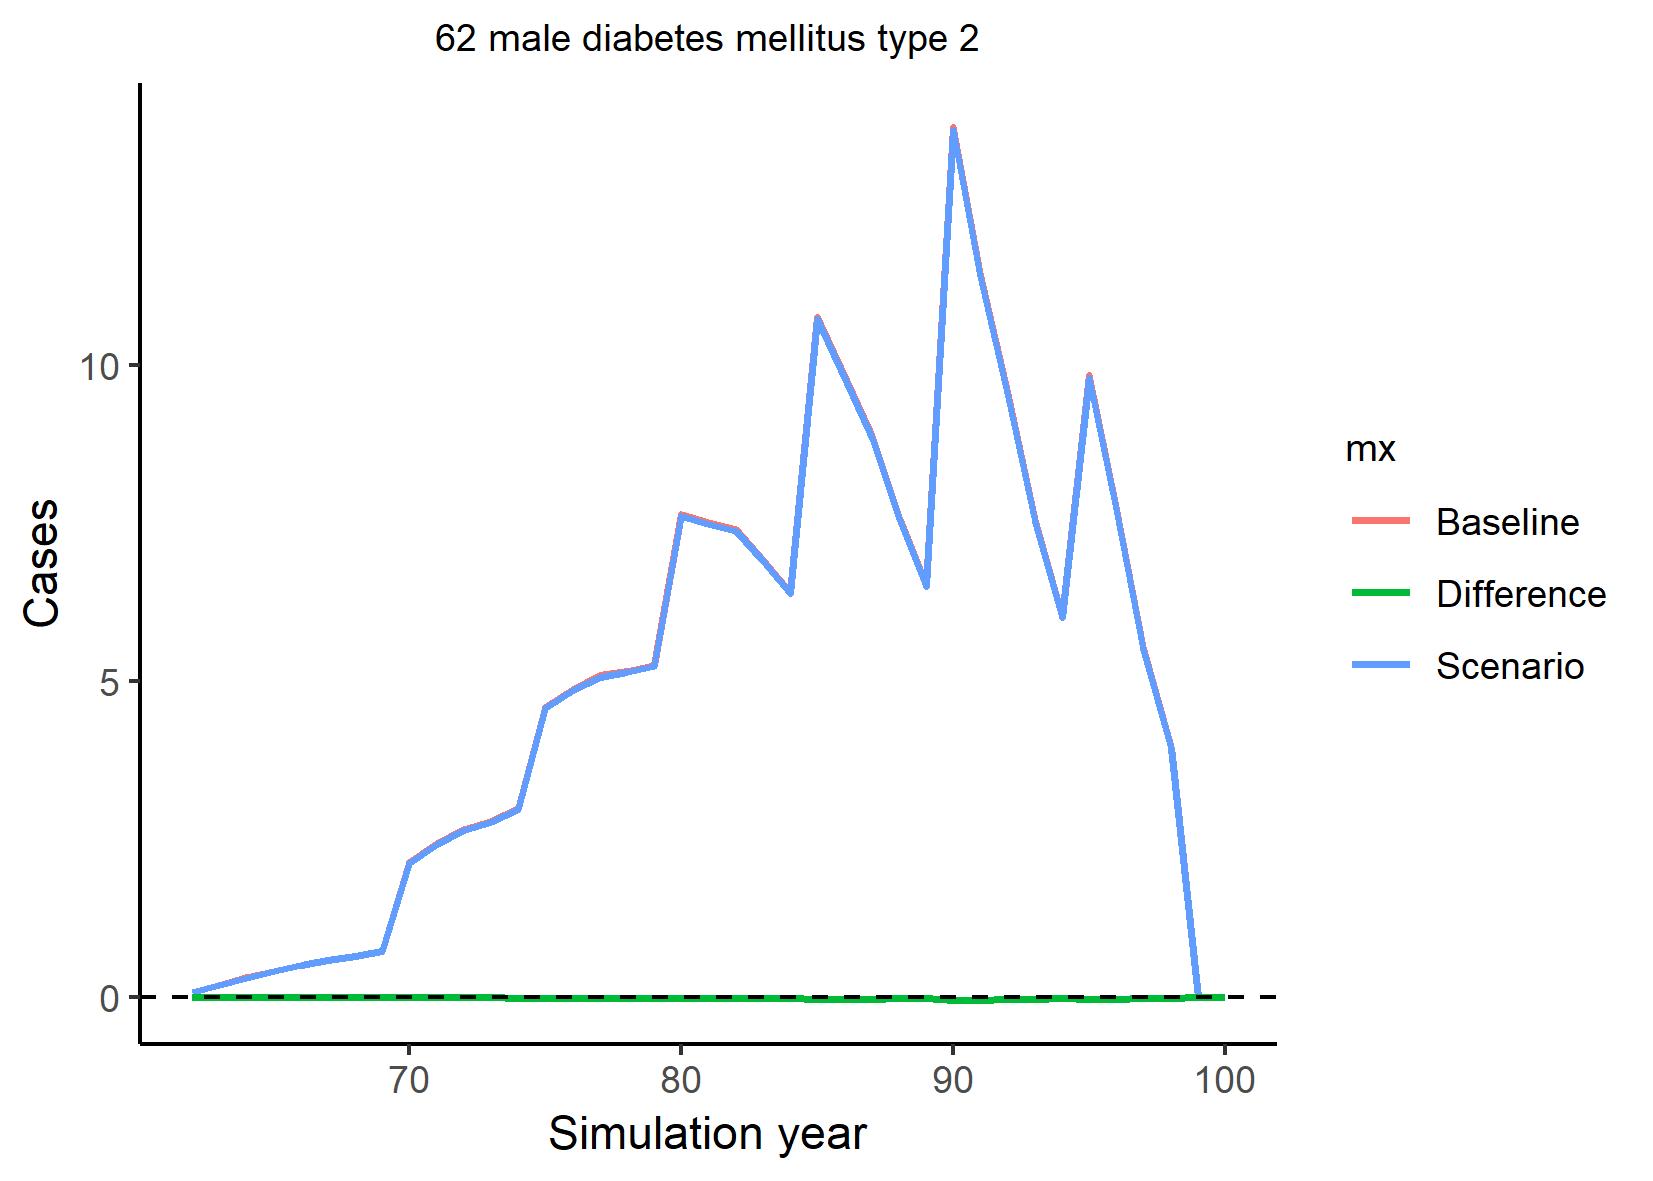 62 male diabetes mellitus type 2
Cases
10
5
0
70
80
90
100
Simulation year
mx
Baseline
Difference
Scenario